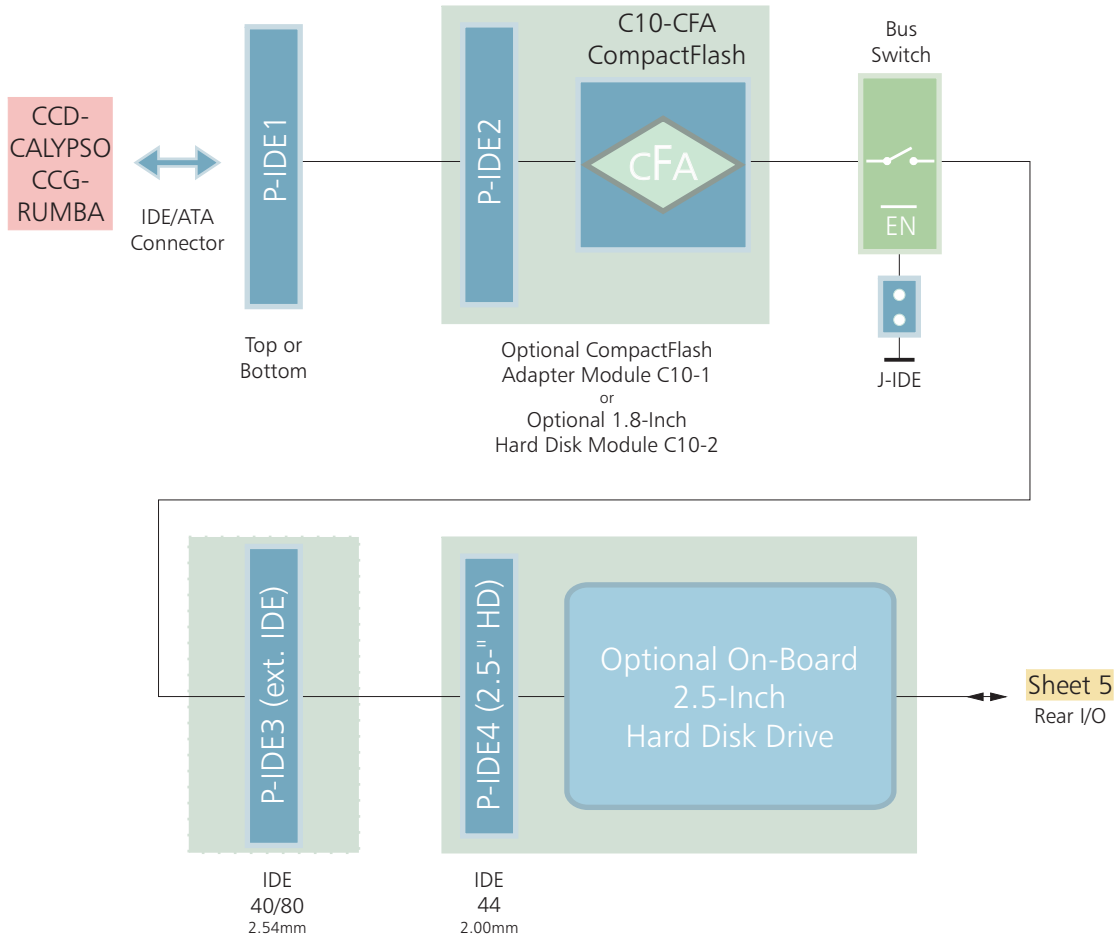 C10-CFA
CompactFlash
Bus
Switch
CCD-
CALYPSO
CCG-
RUMBA
IDE/ATA
Connector
P-IDE1
P-IDE2
CFA
EN
J-IDE
Top or
Bottom
Optional CompactFlash
Adapter Module C10-1
or
Optional 1.8-Inch
Hard Disk Module C10-2
P-IDE3 (ext. IDE)
P-IDE4 (2.5-" HD)
Optional On-Board
2.5-Inch
Hard Disk Drive
Sheet 5
Rear I/O
IDE
40/80
2.54mm
IDE
44
2.00mm